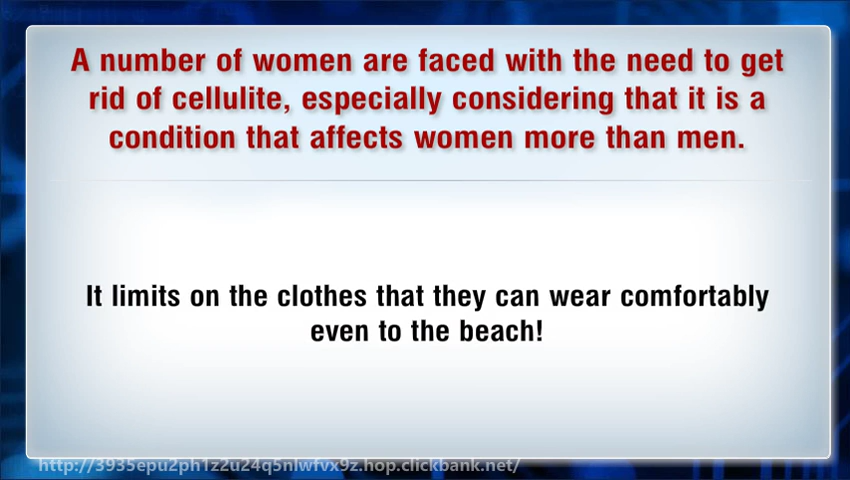 A number of women are faced with the need to get
rid of cellulite, especially considering that it is a
condition that affects women more than men.
It limits on the clothes that they can wear comfortably
even to the beach!
http://3935epu2ph1z2u24q5nlwfvx9z.hop.clickbank.net/